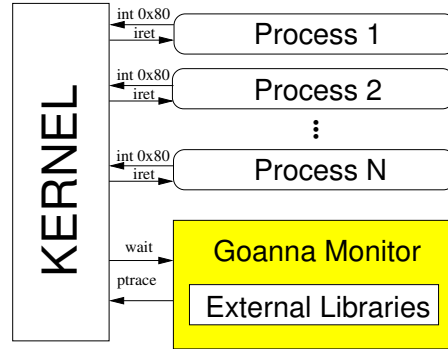 KERNEL
int 0x80
iret
Process 1
int 0x80
iret
Process 2
int 0x80
iret
Process N
wait
ptrace
Goanna Monitor
External Libraries